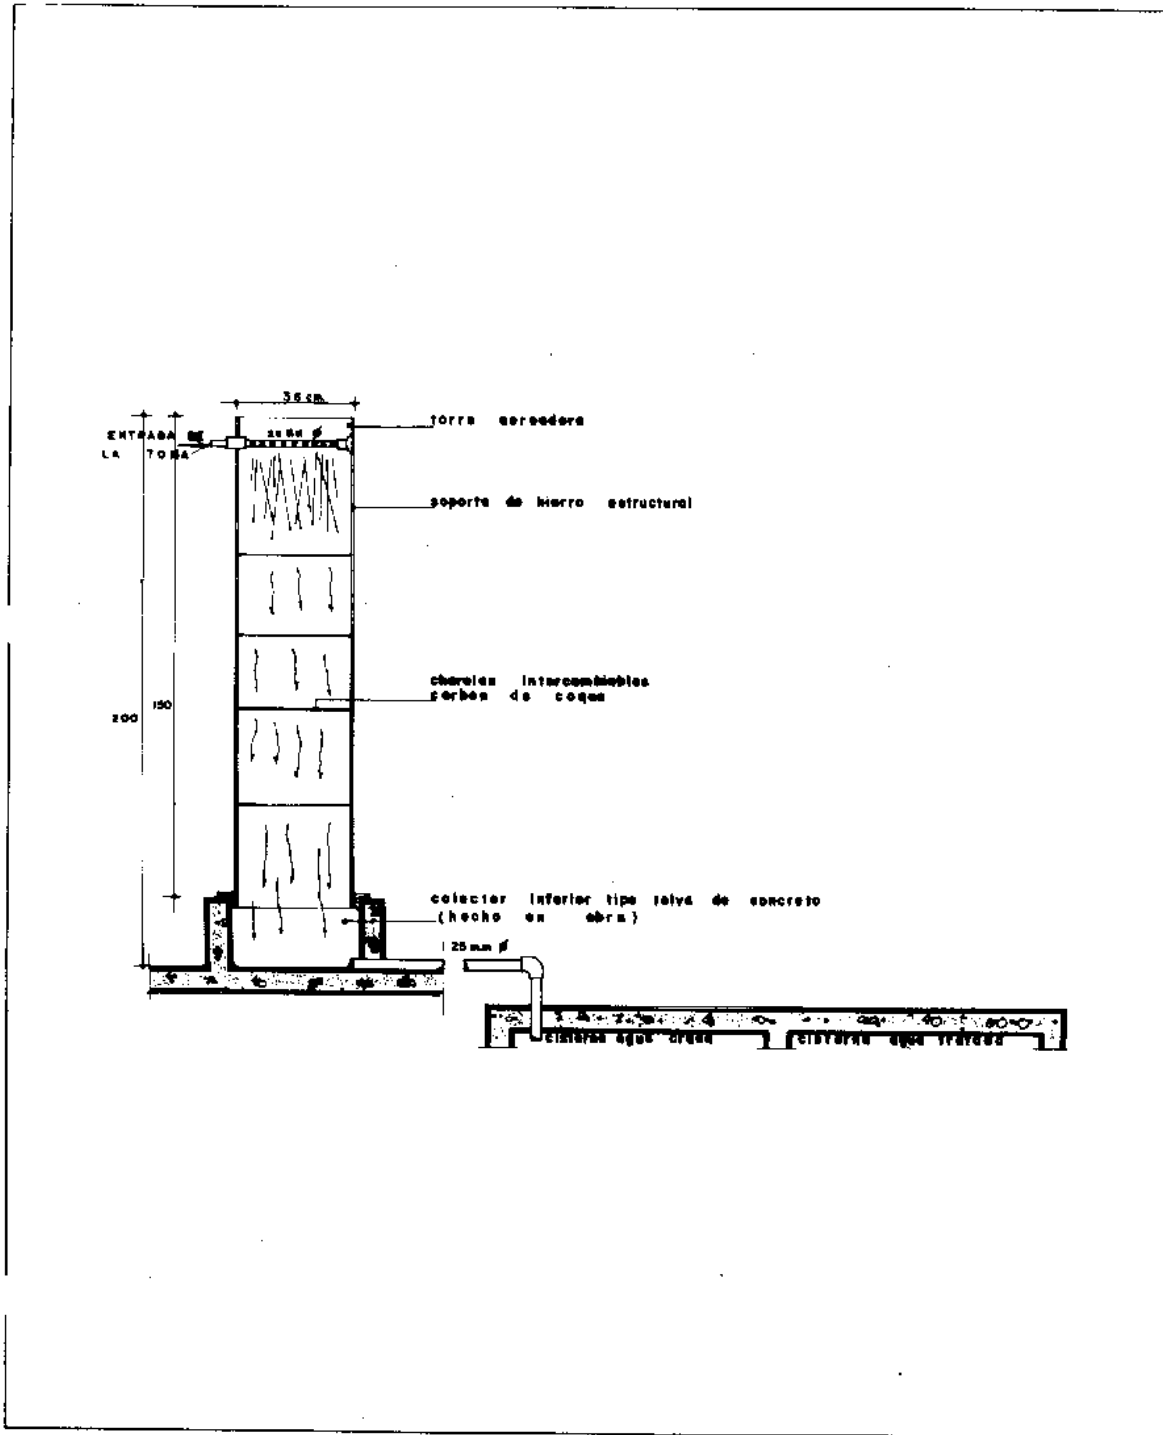 36 cm.
torre aereadora
ENTRADA DE
LA TOMA
soporte de hierro estructural
charolas intercambiables
carbon de coque
200
150
colector inferior tipo tolva de concreto
(hecho en obra)
125 mm Ø
cisterna agua cruda
cisterna agua tratada